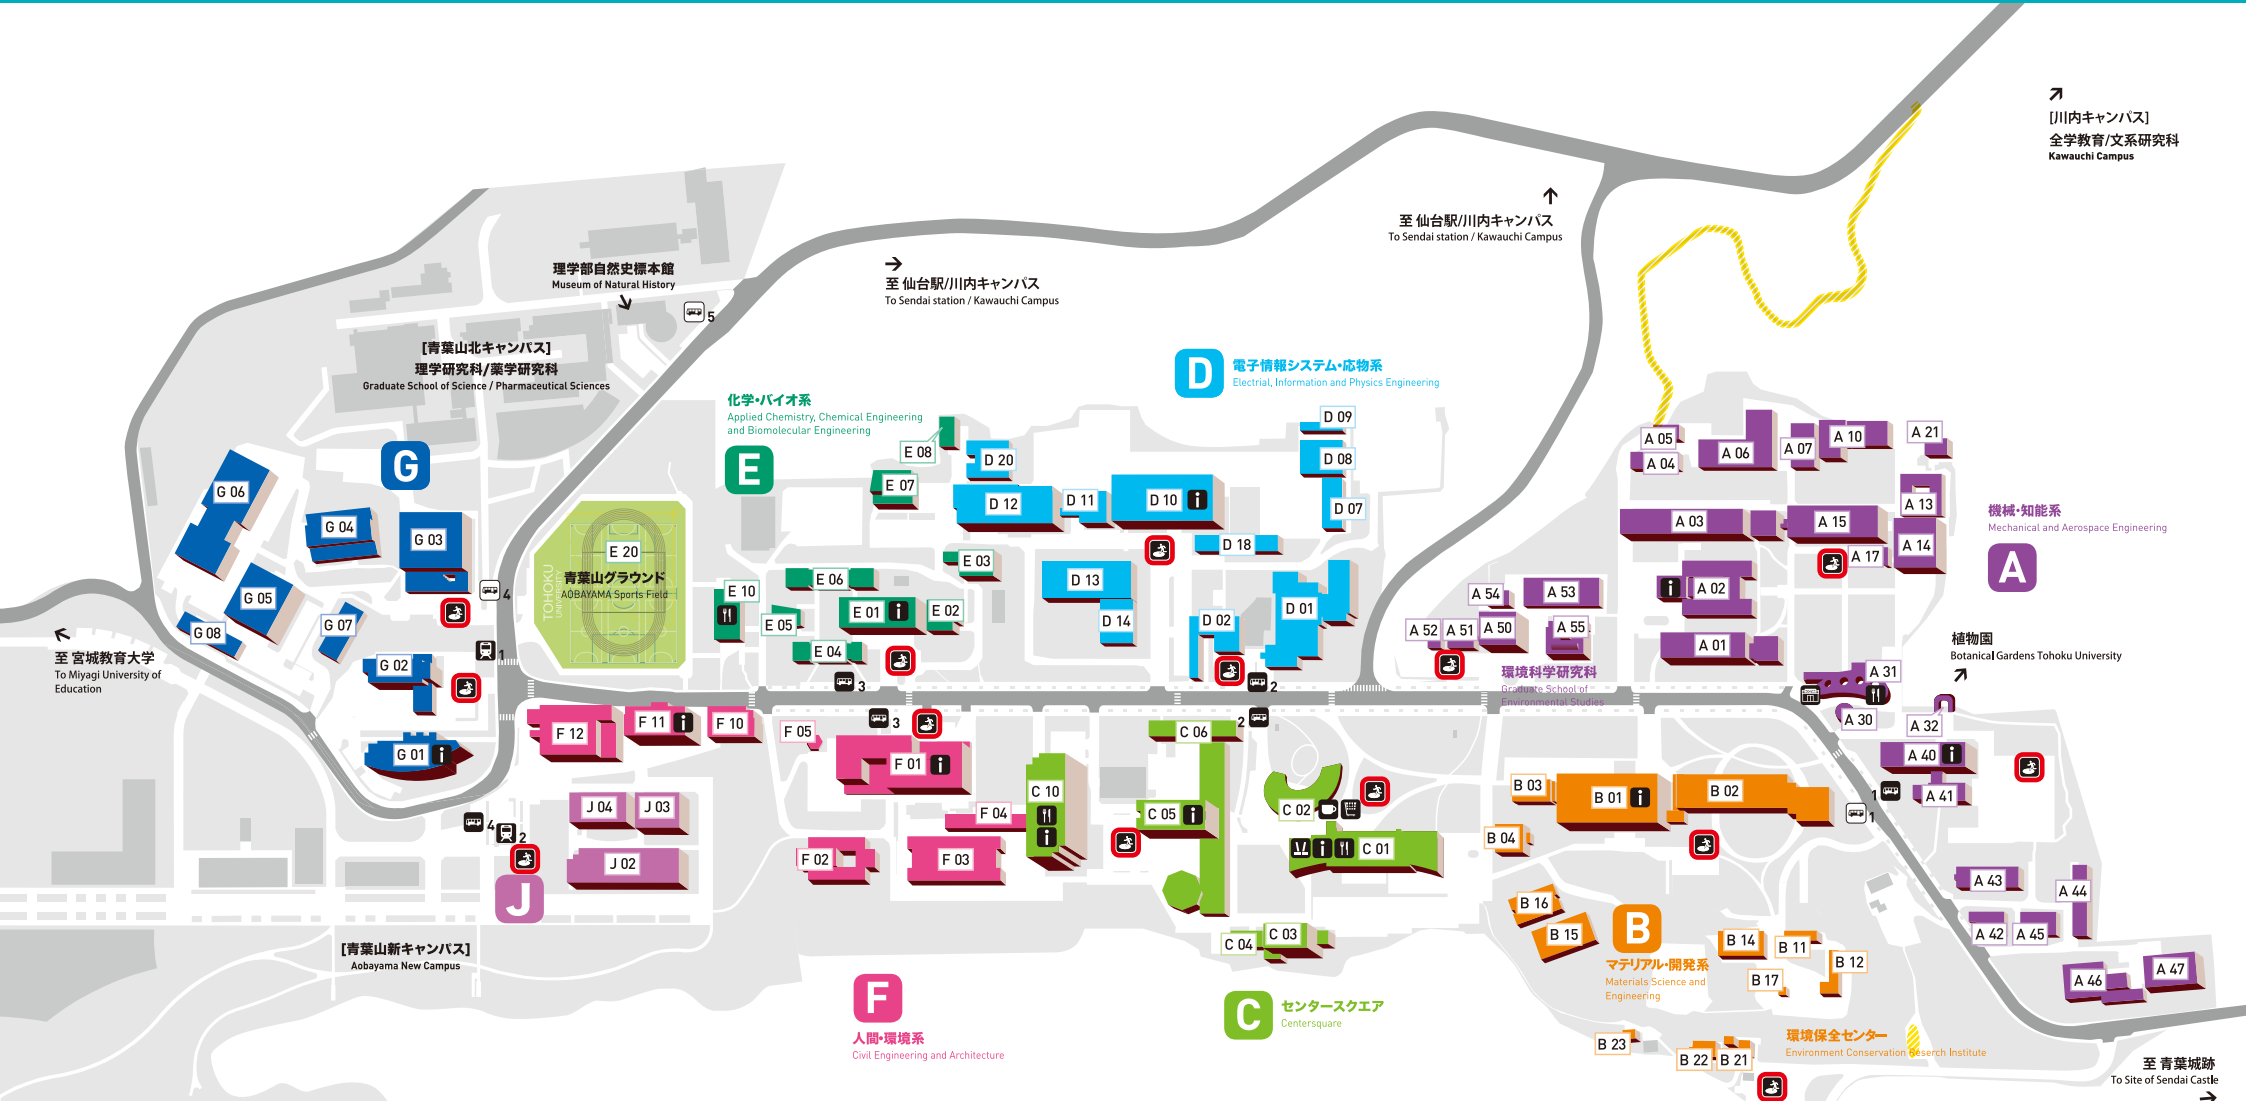 [川内キャンパス]
全学教育/文系研究科
Kawauchi Campus
至 仙台駅/川内キャンパス
To Sendai station / Kawauchi Campus
理学部自然史標本館
Museum of Natural History
至 仙台駅/川内キャンパス
To Sendai station / Kawauchi Campus
5
[青葉山北キャンパス]
理学研究科/薬学研究科
Graduate School of Science / Pharmaceutical Sciences
D
電子情報システム・応物系
Electrial, Information and Physics Engineering
化学・バイオ系
Applied Chemistry, Chemical Engineering
and Biomolecular Engineering
E
G
D 09
D 08
D 07
D 20
D 12
D 11
D 10
D 18
D 13
D 14
D 02
D 01
E 08
E 07
E 03
E 06
E 10
E 05
E 01
E 02
E 04
E 20
青葉山グラウンド
AOBAYAMA Sports Field
TOHOKU
UNIVERSITY
G 06
G 04
G 03
G 05
G 08
G 07
G 02
G 01
4
1
3
2
至 宮城教育大学
To Miyagi University of
Education
A 05
A 04
A 06
A 07
A 10
A 21
A 03
A 15
A 13
A 14
A 17
A 02
A 01
A 54
A 53
A 52
A 51
A 50
A 55
機械・知能系
Mechanical and Aerospace Engineering
A
環境科学研究科
Graduate School of
Environmental Studies
植物園
Botanical Gardens Tohoku University
A 31
A 30
A 32
A 40
A 41
1
1
F 12
F 11
F 10
F 05
3
F 01
F 04
F 02
F 03
C 10
C 06
2
C 05
C 02
C 01
C 04
C 03
B 03
B 01
B 02
B 04
B 16
B 15
B
マテリアル・開発系
Materials Science and
Engineering
B 14
B 11
B 12
B 17
B 23
B 22
B 21
環境保全センター
Environment Conservation Reserch Institute
A 43
A 44
A 42
A 45
A 46
A 47
4
2
J 04
J 03
J 02
J
[青葉山新キャンパス]
Aobayama New Campus
F
人間・環境系
Civil Engineering and Architecture
C
センタースクエア
Centersquare
至 青葉城跡
To Site of Sendai Castle